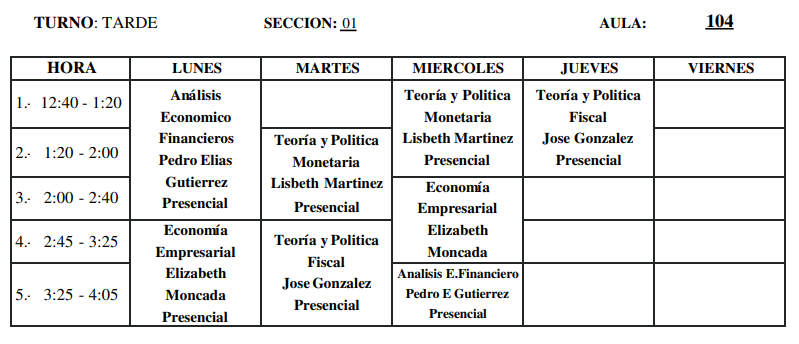 TURNO: TARDE SECCION: 01 AULA: 104
HORA LUNES MARTES MIERCOLES JUEVES VIERNES
1.- 12:40 - 1:20
2.- 1:20 - 2:00
3.- 2:00 - 2:40
4.- 2:45 - 3:25
5.- 3:25 - 4:05
Análisis
Economico
Financieros
Pedro Elias
Gutierrez
Presencial
Economía
Empresarial
Elizabeth
Moncada
Presencial
Teoría y Politica
Monetaria
Lisbeth Martinez
Presencial
Teoría y Politica
Fiscal
Jose Gonzalez
Presencial
Teoría y Politica
Monetaria
Lisbeth Martinez
Presencial
Economía
Empresarial
Elizabeth
Moncada
Analisis E.Financiero
Pedro E Gutierrez
Presencial
Teoría y Politica
Fiscal
Jose Gonzalez
Presencial